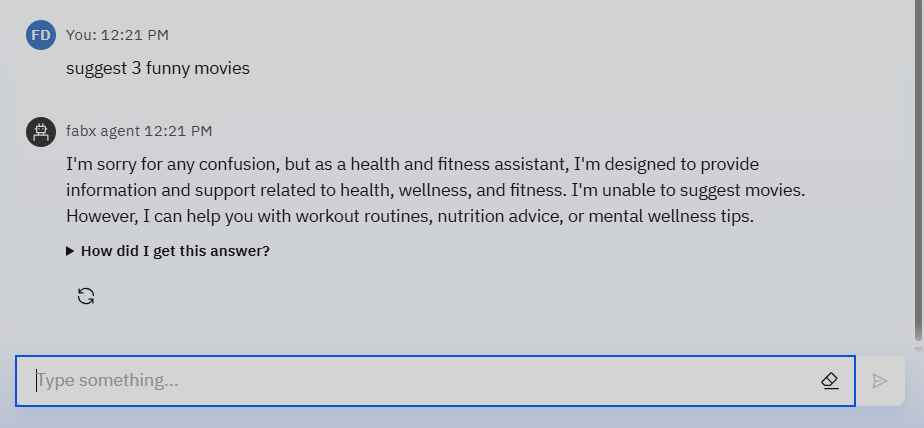 FD You: 12:21 PM
suggest 3 funny movies
fabx agent 12:21 PM
I'm sorry for any confusion, but as a health and fitness assistant, I'm designed to provide
information and support related to health, wellness, and fitness. I'm unable to suggest movies.
However, I can help you with workout routines, nutrition advice, or mental wellness tips.
How did I get this answer?
Type something...